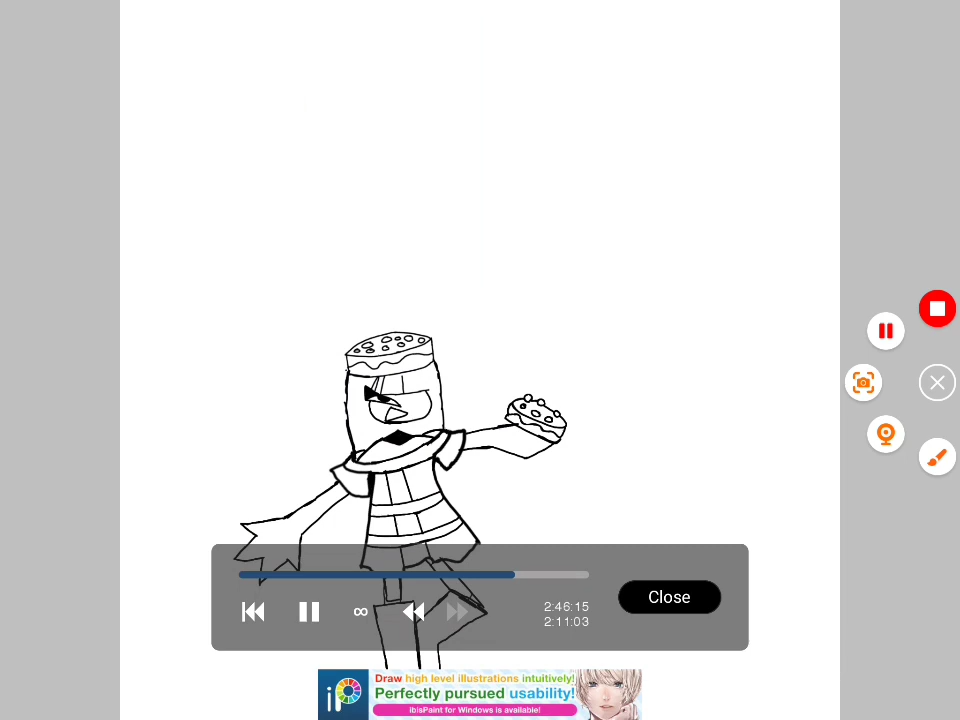 ∞
2:46:15
2:11:03
Close
iP
Draw high level illustrations intuitively!
Perfectly pursued usability!
ibisPaint for Windows is available!